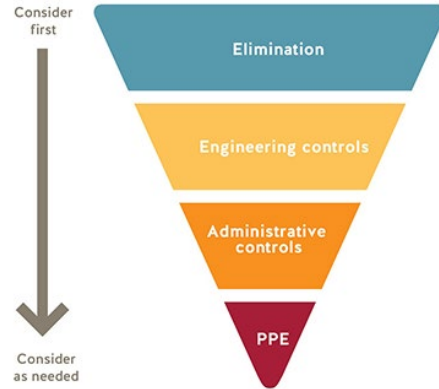 Consider
first
Elimination
Engineering controls
Administrative
controls
PPE
Consider
as needed